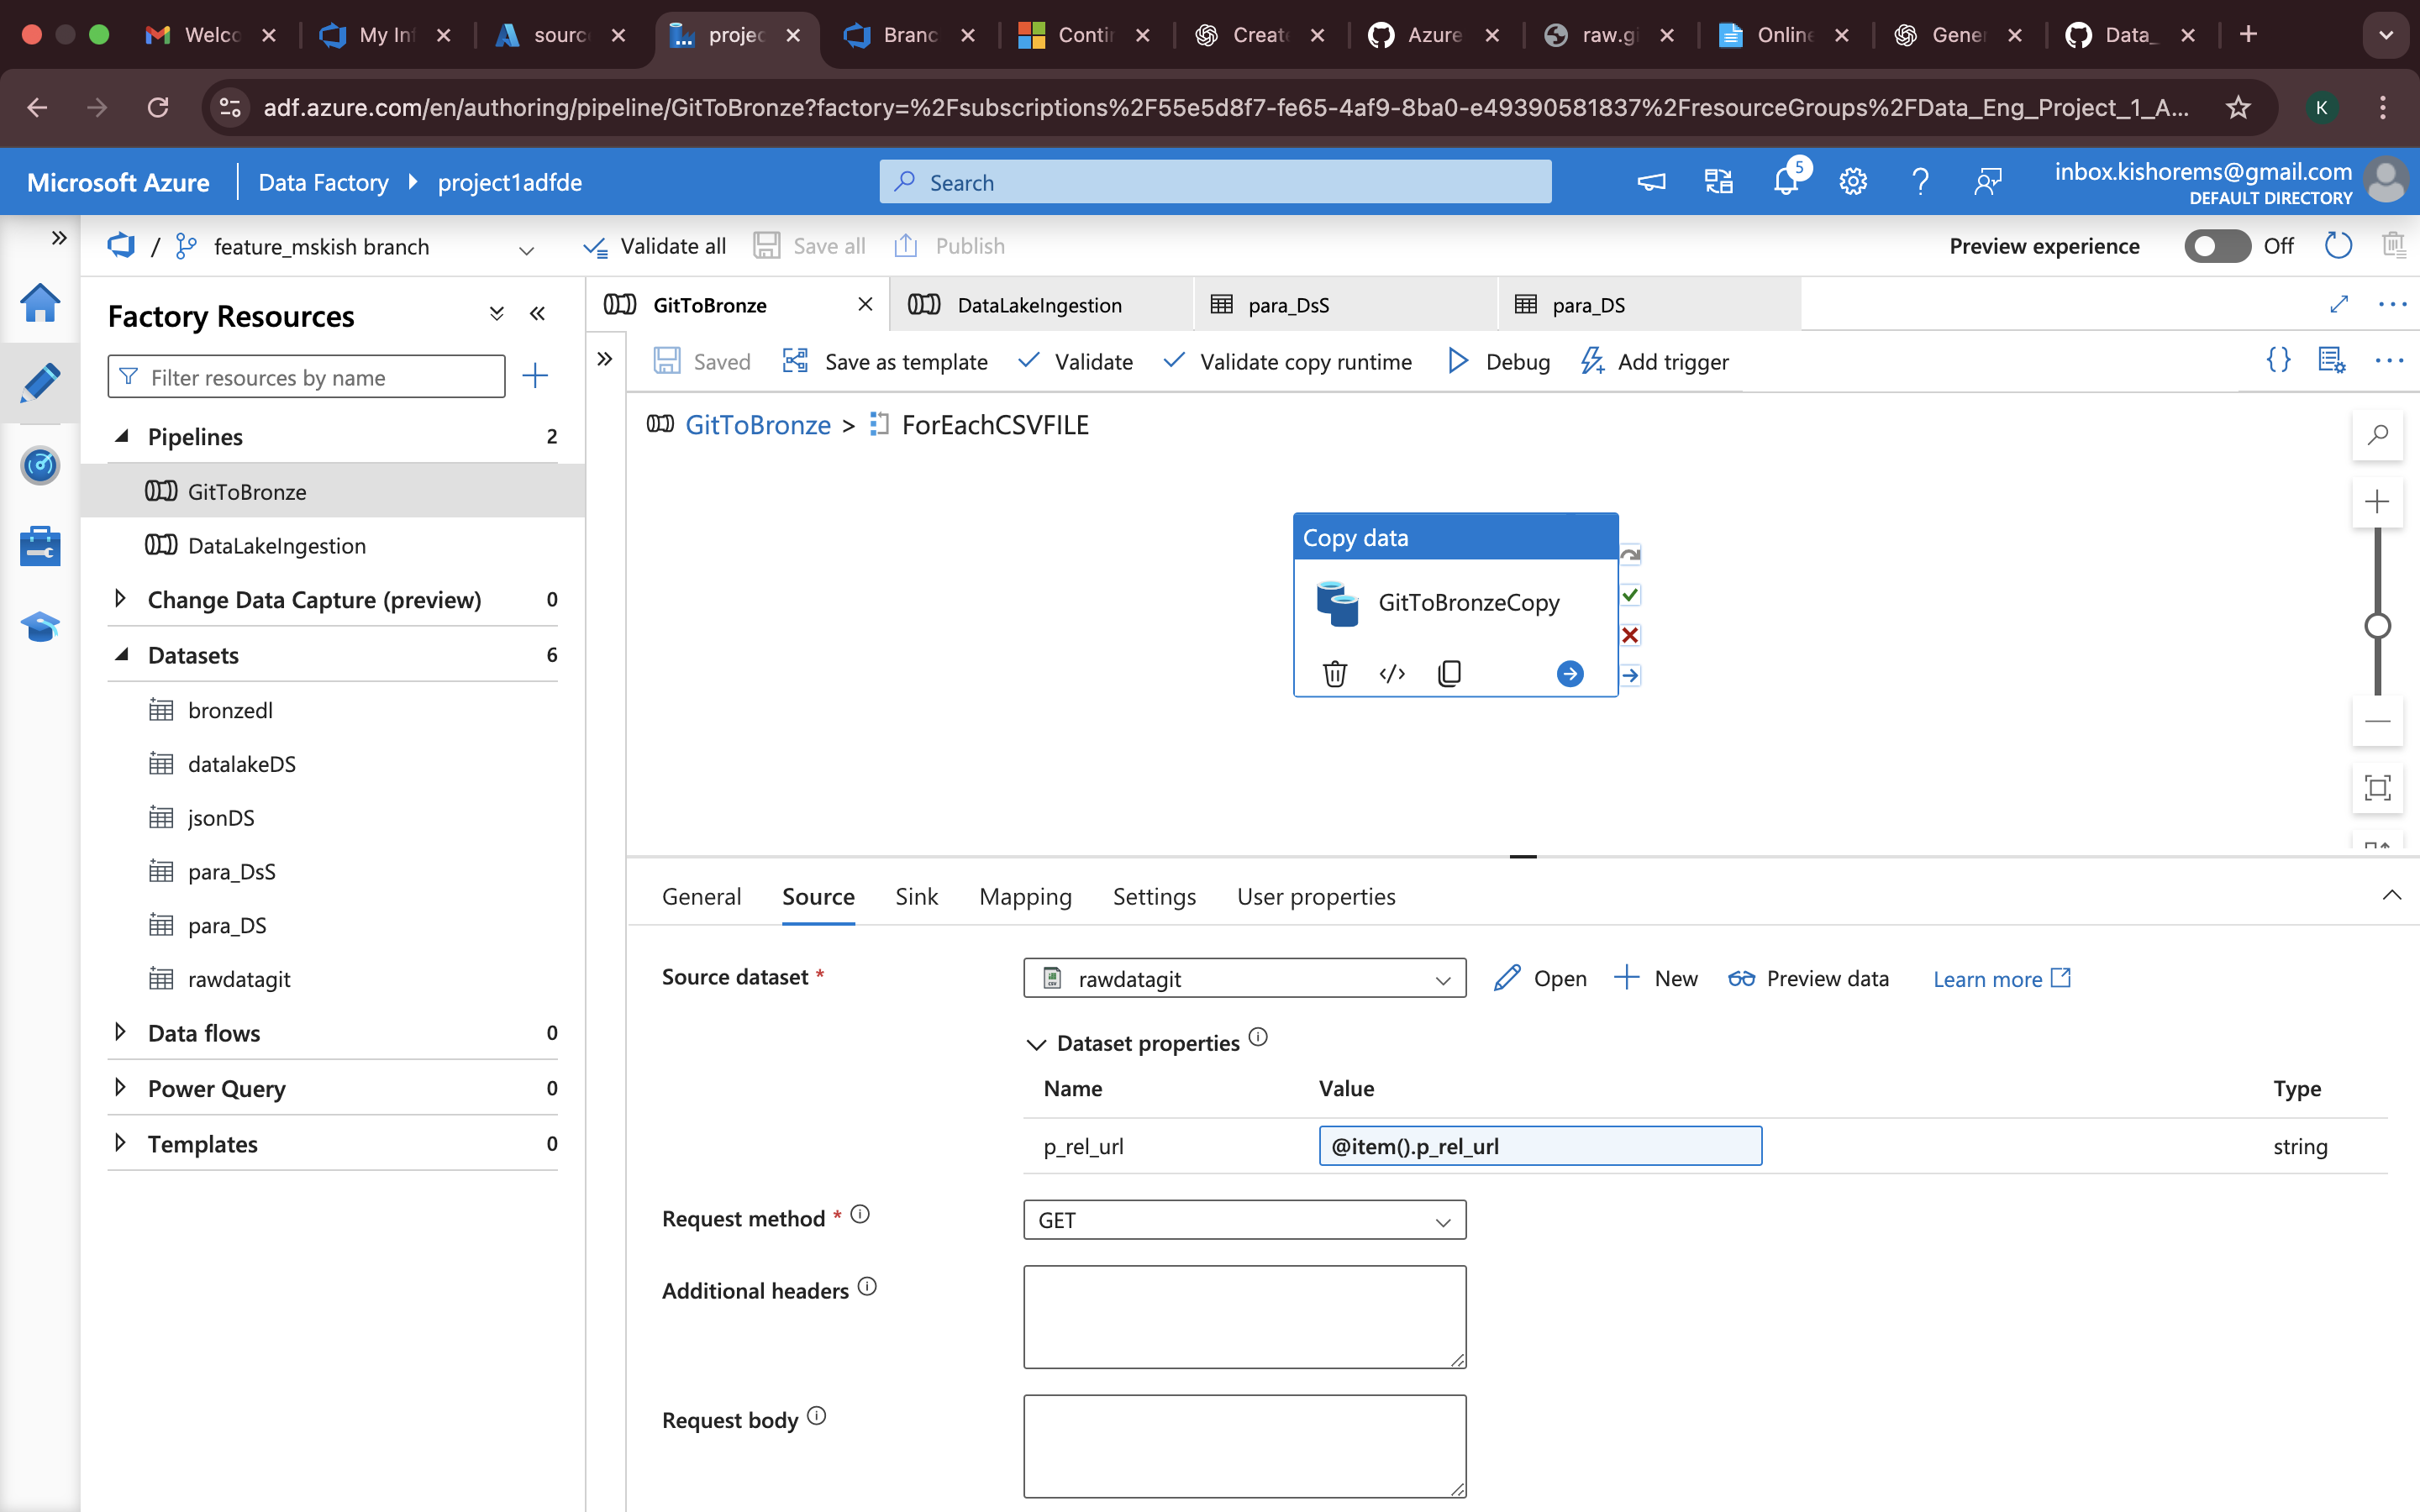 Welco
My Inf
sourc
projec
Branc
Contin
Create
Azure
raw.gi
Online
Gener
Data_
adf.azure.com/en/authoring/pipeline/GitToBronze?factory=%2Fsubscriptions%2F55e5d8f7-fe65-4af9-8ba0-e49390581837%2FresourceGroups%2FData_Eng_Project_1_A...
K
Microsoft Azure
Data Factory
project1adfde
Search
5
inbox.kishorems@gmail.com
DEFAULT DIRECTORY
/
feature_mskish branch
Validate all
Save all
Publish
Preview experience
Off
Factory Resources
GitToBronze
DataLakeIngestion
para_DsS
para_DS
Filter resources by name
Saved
Save as template
Validate
Validate copy runtime
Debug
Add trigger
Pipelines
2
GitToBronze
DataLakeIngestion
Change Data Capture (preview)
0
Datasets
6
bronzedl
datalakeDS
jsonDS
para_DsS
para_DS
rawdatagit
Data flows
0
Power Query
0
Templates
0
GitToBronze > ForEachCSVFILE
Copy data
GitToBronzeCopy
General
Source
Sink
Mapping
Settings
User properties
Source dataset *
rawdatagit
Open
New
Preview data
Learn more
Dataset properties
Name
Value
Type
p_rel_url
@item().p_rel_url
string
Request method *
GET
Additional headers
Request body